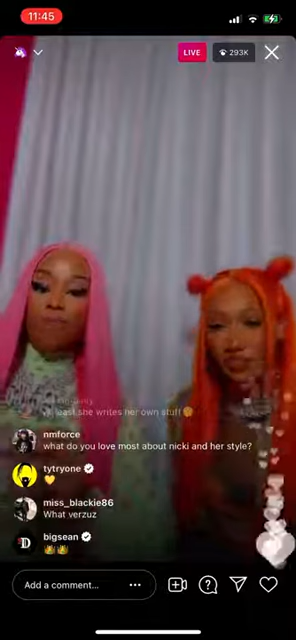 11:45
LIVE
293K
least she writes her own stuff
nmforce
what do you love most about nicki and her style?
tytryone
miss_blackie86
What verzuz
bigsean
Add a comment...